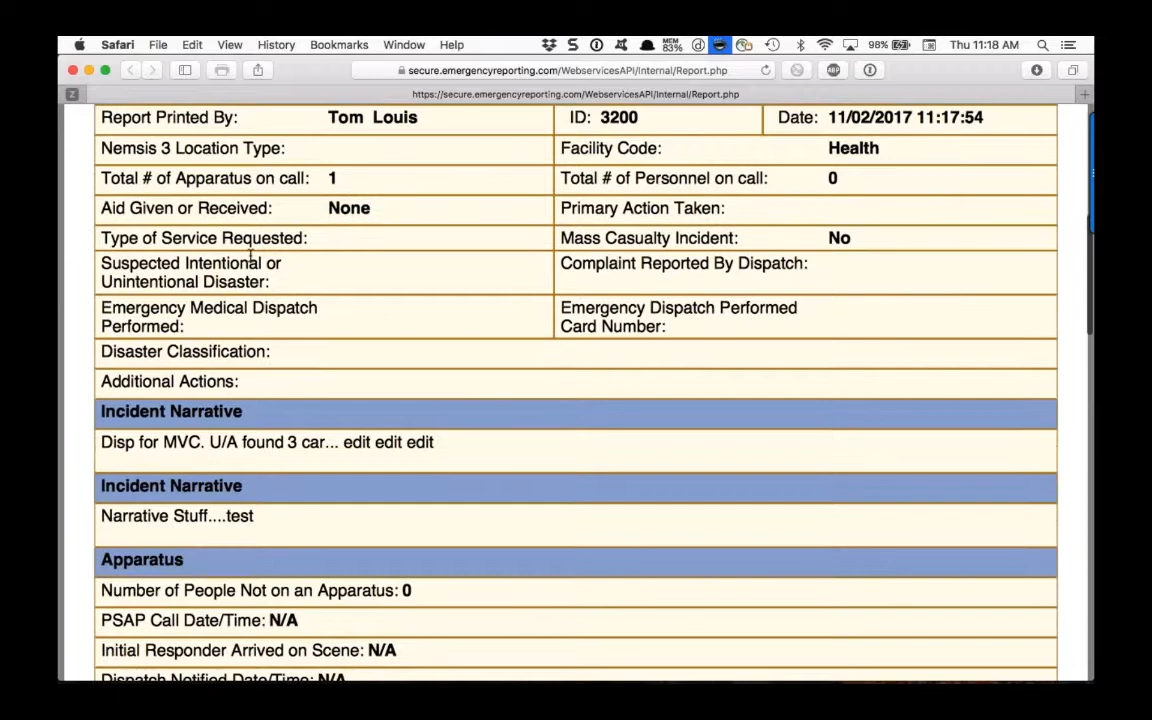 Safari File Edit View History Bookmarks Window Help MEM 83% 98% Thu 11:18 AM
secure.emergencyreporting.com/WebservicesAPI/Internal/Report.php ABP
Z https://secure.emergencyreporting.com/WebservicesAPI/Internal/Report.php
Report Printed By: Tom Louis ID: 3200 Date: 11/02/2017 11:17:54
Nemsis 3 Location Type: Facility Code: Health
Total # of Apparatus on call: 1 Total # of Personnel on call: 0
Aid Given or Received: None Primary Action Taken:
Type of Service Requested: Mass Casualty Incident: No
Suspected Intentional or Complaint Reported By Dispatch:
Unintentional Disaster:
Emergency Medical Dispatch Emergency Dispatch Performed
Performed: Card Number:
Disaster Classification:
Additional Actions:
Incident Narrative
Disp for MVC. U/A found 3 car... edit edit edit
Incident Narrative
Narrative Stuff....test
Apparatus
Number of People Not on an Apparatus: 0
PSAP Call Date/Time: N/A
Initial Responder Arrived on Scene: N/A
Dispatch Notified Date/Time: N/A